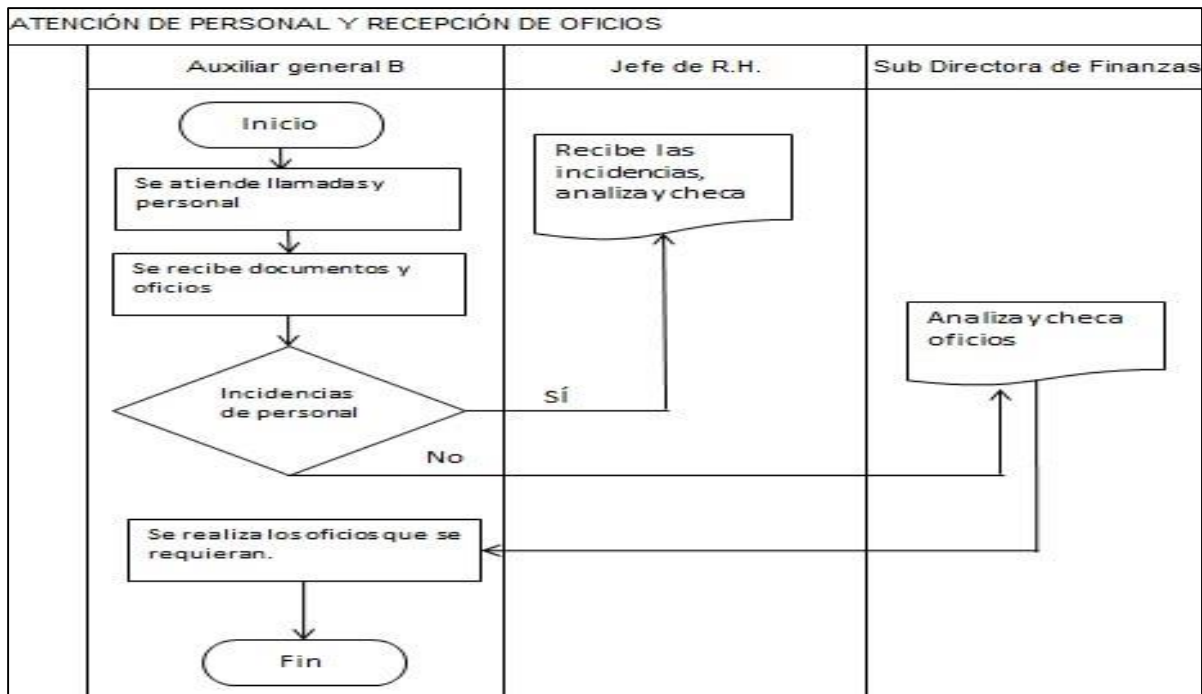 ATENCIÓN DE PERSONAL Y RECEPCIÓN DE OFICIOS
Auxiliar general B
Jefe de R.H.
Sub Directora de Finanzas
Inicio
Se atiende llamadas y
personal
Se recibe documentos y
oficios
Incidencias
de personal
SÍ
No
Recibe las
incidencias,
analiza y checa
Analiza y checa
oficios
Se realiza los oficios que se
requieran.
Fin